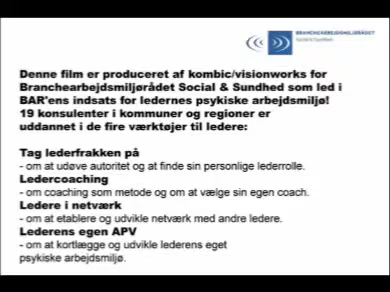 BRANCHEARBEJDSMILJØRÅDET
Social & Sundhed
Denne film er produceret af kombic/visionworks for
Branchearbejdsmiljørådet Social & Sundhed som led i
BAR'ens indsats for ledernes psykiske arbejdsmiljø!
19 konsulenter i kommuner og regioner er
uddannet i de fire værktøjer til ledere:
Tag lederfrakken på
- om at udøve autoritet og at finde sin personlige lederrolle.
Ledercoaching
- om coaching som metode og om at vælge sin egen coach.
Ledere i netværk
- om at etablere og udvikle netværk med andre ledere.
Lederens egen APV
- om at kortlægge og udvikle lederens eget
psykiske arbejdsmiljø.